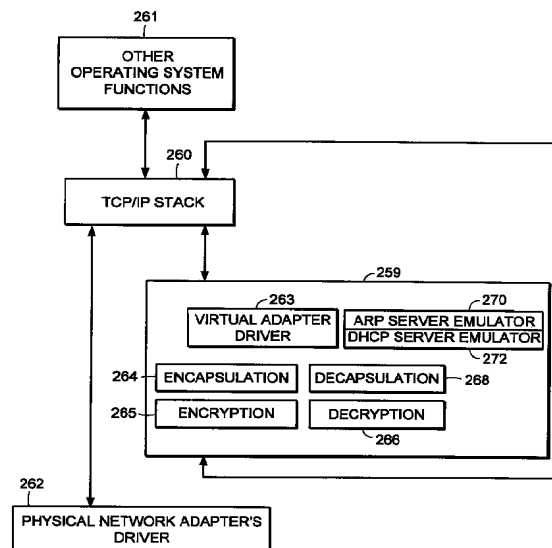 261
OTHER
OPERATING SYSTEM
FUNCTIONS
260
TCP/IP STACK
259
263
VIRTUAL ADAPTER
DRIVER
270
ARP SERVER EMULATOR
DHCP SERVER EMULATOR
272
264
ENCAPSULATION
DECAPSULATION
268
265
ENCRYPTION
DECRYPTION
266
262
PHYSICAL NETWORK ADAPTER'S
DRIVER